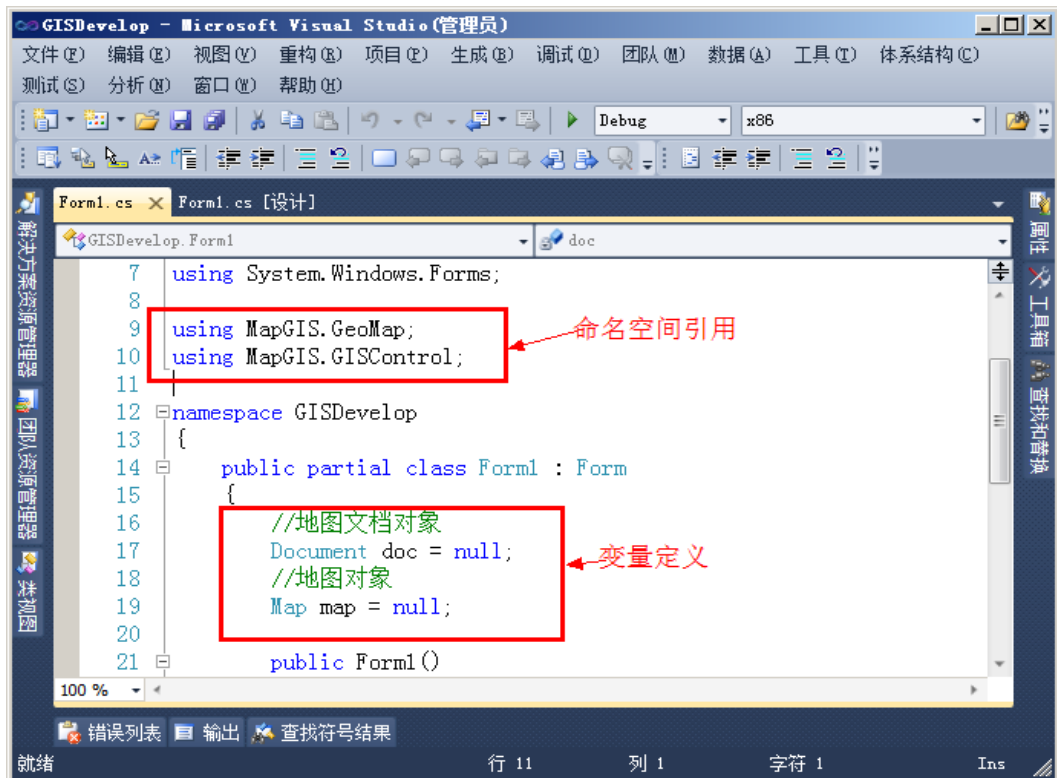 GISDevelop - Microsoft Visual Studio(管理员)
文件(F) 编辑(E) 视图(V) 重构(R) 项目(P) 生成(B) 调试(D) 团队(M) 数据(A) 工具(T) 体系结构(C)
测试(S) 分析(N) 窗口(W) 帮助(H)
Debug x86
Form1.cs Form1.cs [设计]
GISDevelop.Form1 doc
7 using System.Windows.Forms;
8
9 using MapGIS.GeoMap;
命名空间引用
10 using MapGIS.GISControl;
11
12 namespace GISDevelop
13 {
14 public partial class Form1 : Form
15 {
16 //地图文档对象
17 Document doc = null;
变量定义
18 //地图对象
19 Map map = null;
20
21 public Form1()
100 %
解决方案资源管理器
团队资源管理器
类视图
属性
工具箱
查找和替换
错误列表 输出 查找符号结果
就绪 行 11 列 1 字符 1 Ins